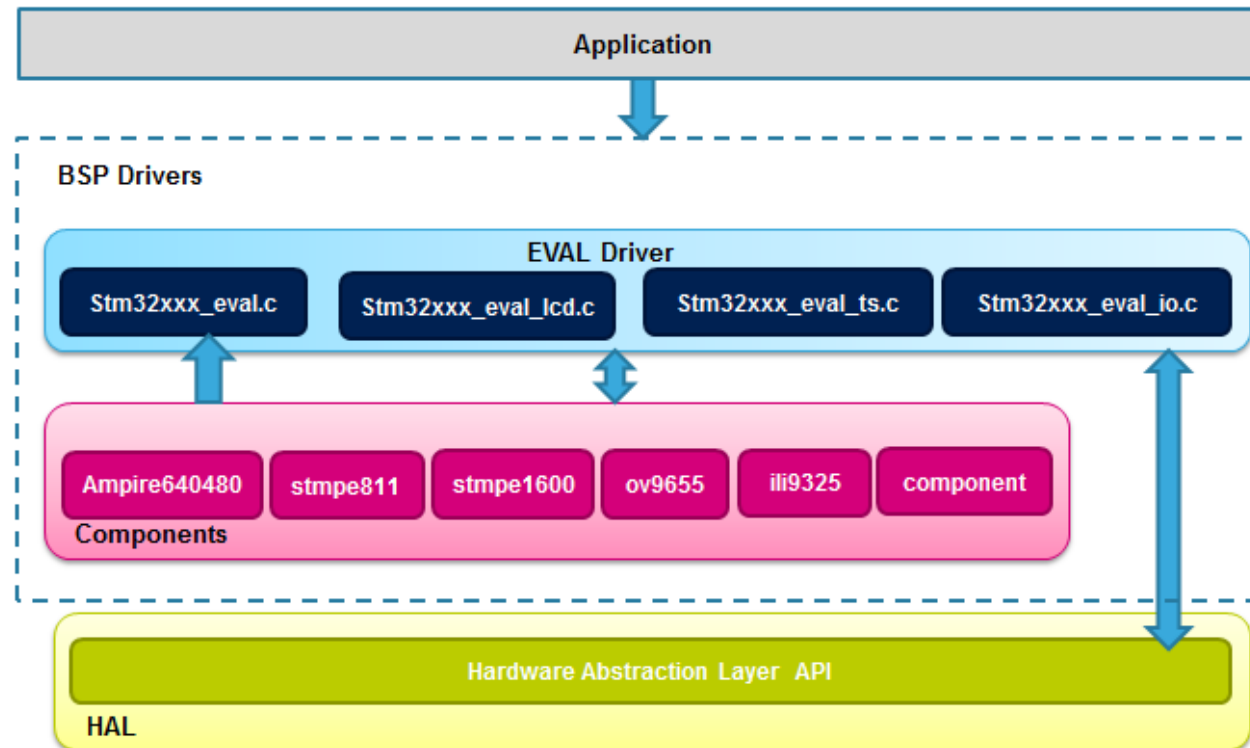 Application
BSP Drivers
EVAL Driver
Stm32xxx_eval.c
Stm32xxx_eval_lcd.c
Stm32xxx_eval_ts.c
Stm32xxx_eval_io.c
Ampire640480
stmpe811
stmpe1600
ov9655
ili9325
component
Components
Hardware Abstraction Layer API
HAL